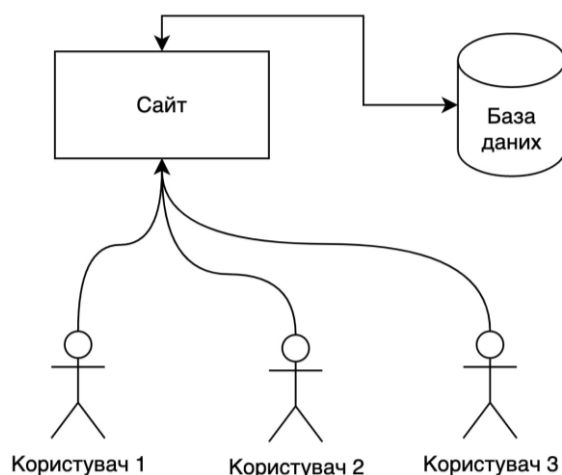 Сайт
База
даних
Користувач 1
Користувач 2
Користувач 3